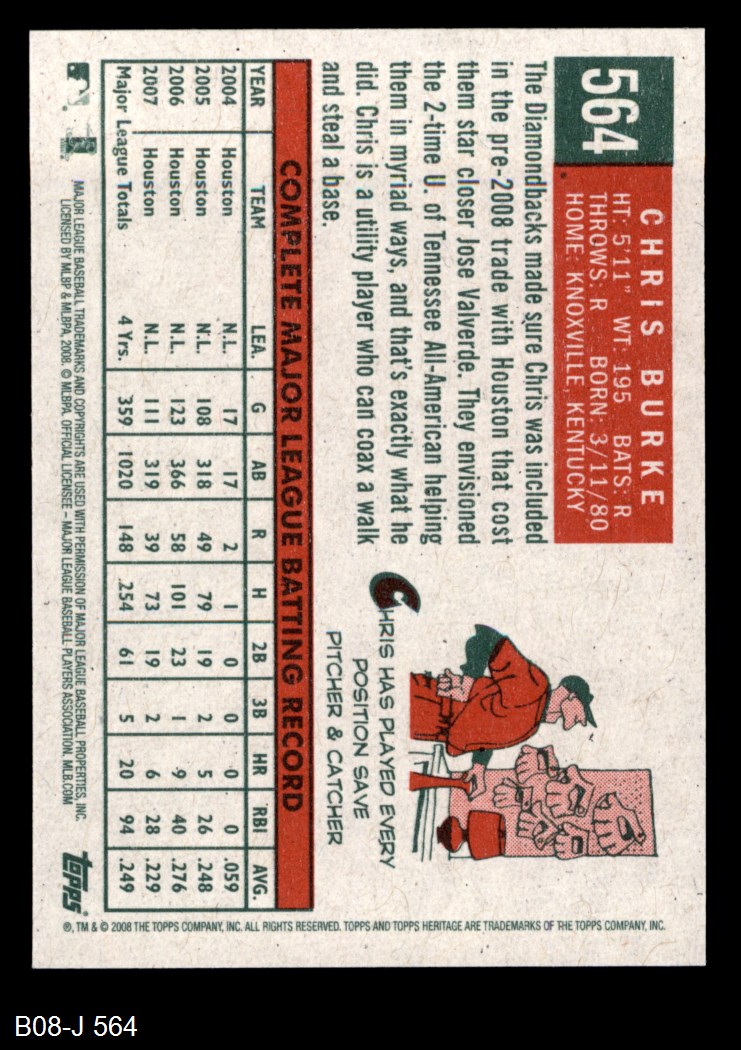 564
CHRIS BURKE
HT: 5'11" WT: 195 BATS: R
THROWS: R BORN: 3/11/80
HOME: KNOXVILLE, KENTUCKY
The Diamondbacks made sure Chris was included
in the pre-2008 trade with Houston that cost
them star closer Jose Valverde. They envisioned
the 2-time U. of Tennessee All-American helping
them in myriad ways, and that's exactly what he
did. Chris is a utility player who can coax a walk
and steal a base.
CHRIS HAS PLAYED EVERY
POSITION SAVE
PITCHER & CATCHER
COMPLETE MAJOR LEAGUE BATTING RECORD
YEAR TEAM LEA. G AB R H 2B 3B HR RBI AVG.
2004 Houston N.L. 17 17 2 1 0 0 0 0 .059
2005 Houston N.L. 108 318 49 79 19 2 5 26 .248
2006 Houston N.L. 123 366 58 101 23 1 9 40 .276
2007 Houston N.L. 111 319 39 73 19 2 6 28 .229
Major League Totals 4 Yrs. 359 1020 148 254 61 5 20 94 .249
MAJOR LEAGUE BASEBALL TRADEMARKS AND COPYRIGHTS ARE USED WITH PERMISSION OF MAJOR LEAGUE BASEBALL PROPERTIES, INC.
LICENSED BY MLBP & MLBPA, 2008. © MLBPA. OFFICIAL LICENSEE – MAJOR LEAGUE BASEBALL PLAYERS ASSOCIATION. MLB.COM
topps
®, TM & © 2008 THE TOPPS COMPANY, INC. ALL RIGHTS RESERVED. TOPPS AND TOPPS HERITAGE ARE TRADEMARKS OF THE TOPPS COMPANY, INC.
B08-J 564